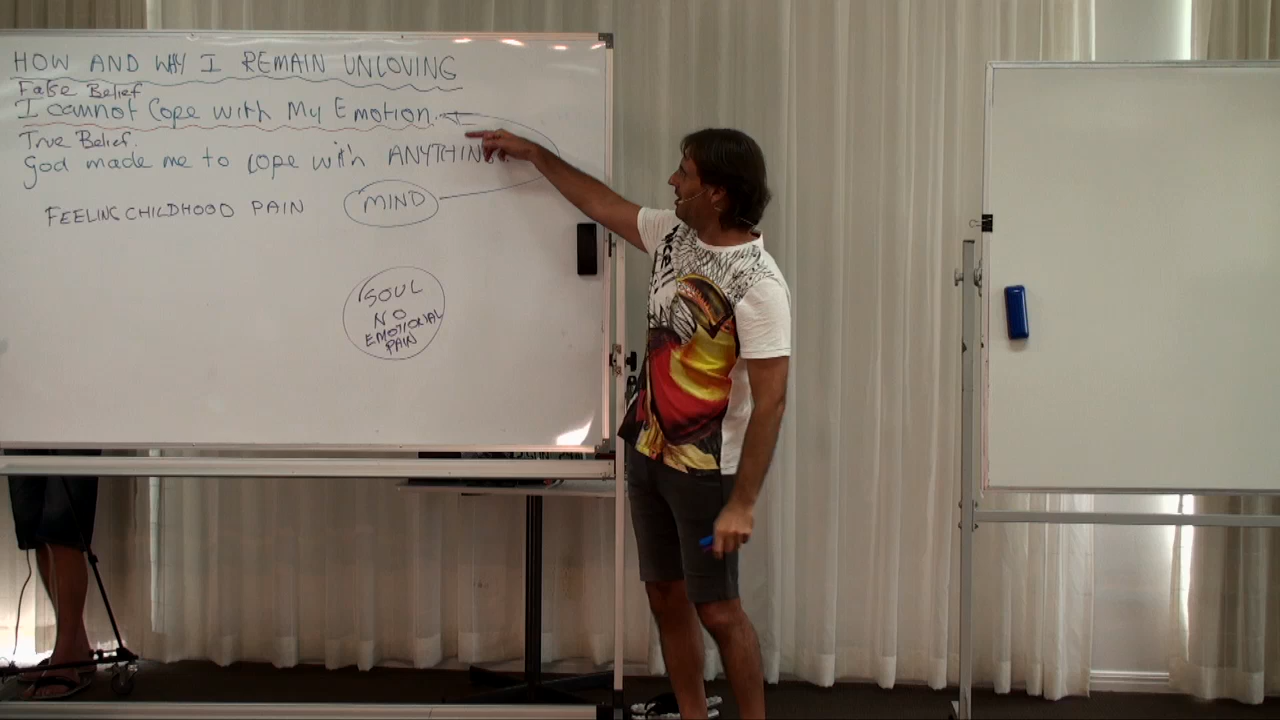 HOW AND WHY I REMAIN UNLOVING
False Belief
I cannot Cope with My Emotion.
True Belief.
God made me to cope with ANYTHING.
FEELING CHILDHOOD PAIN
MIND
SOUL
NO
EMOTIONAL
PAIN